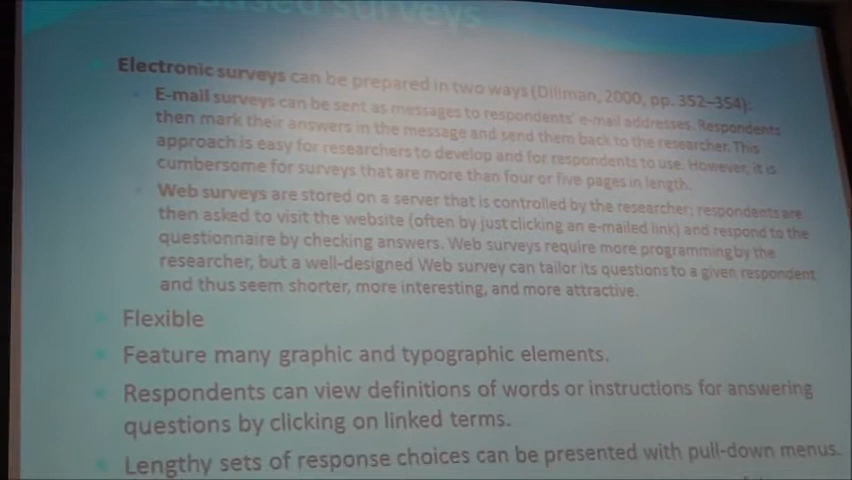 Based surveys
Electronic surveys can be prepared in two ways (Dillman, 2000, pp. 352–354):
E-mail surveys can be sent as messages to respondents' e-mail addresses. Respondents
then mark their answers in the message and send them back to the researcher. This
approach is easy for researchers to develop and for respondents to use. However, it is
cumbersome for surveys that are more than four or five pages in length.
Web surveys are stored on a server that is controlled by the researcher; respondents are
then asked to visit the website (often by just clicking an e-mailed link) and respond to the
questionnaire by checking answers. Web surveys require more programming by the
researcher, but a well-designed Web survey can tailor its questions to a given respondent
and thus seem shorter, more interesting, and more attractive.
Flexible
Feature many graphic and typographic elements.
Respondents can view definitions of words or instructions for answering
questions by clicking on linked terms.
Lengthy sets of response choices can be presented with pull-down menus.